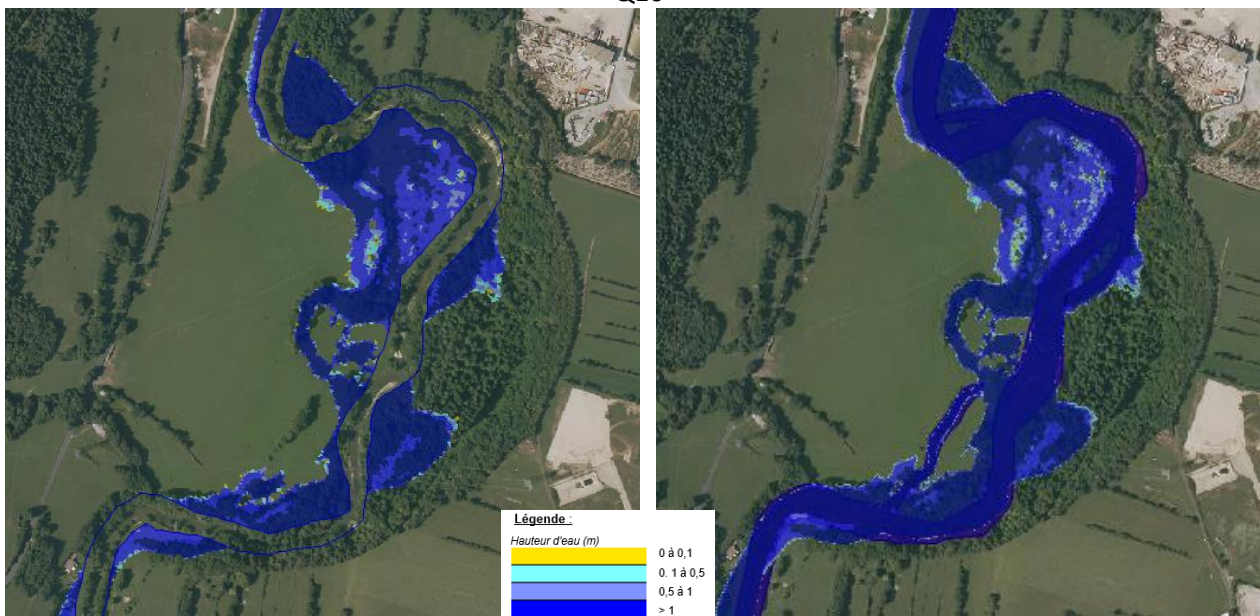 Légende :
Hauteur d'eau (m)
0 à 0,1
0. 1 à 0,5
0,5 à 1
> 1